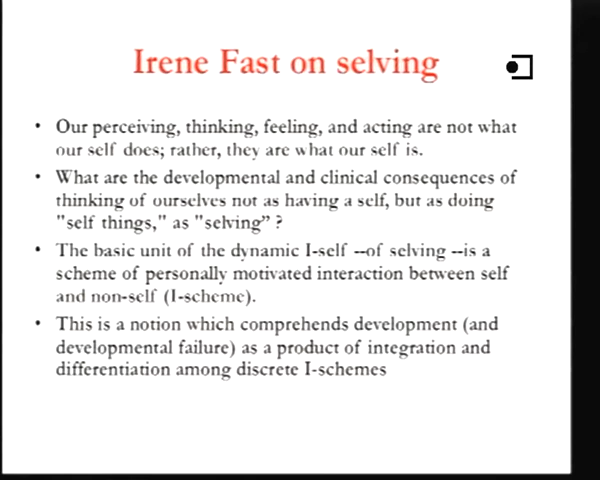 Irene Fast on selving
• Our perceiving, thinking, feeling, and acting are not what
our self does; rather, they are what our self is.
• What are the developmental and clinical consequences of
thinking of ourselves not as having a self, but as doing
"self things," as "selving” ?
• The basic unit of the dynamic I-self --of selving --is a
scheme of personally motivated interaction between self
and non-self (I-scheme).
• This is a notion which comprehends development (and
developmental failure) as a product of integration and
differentiation among discrete I-schemes